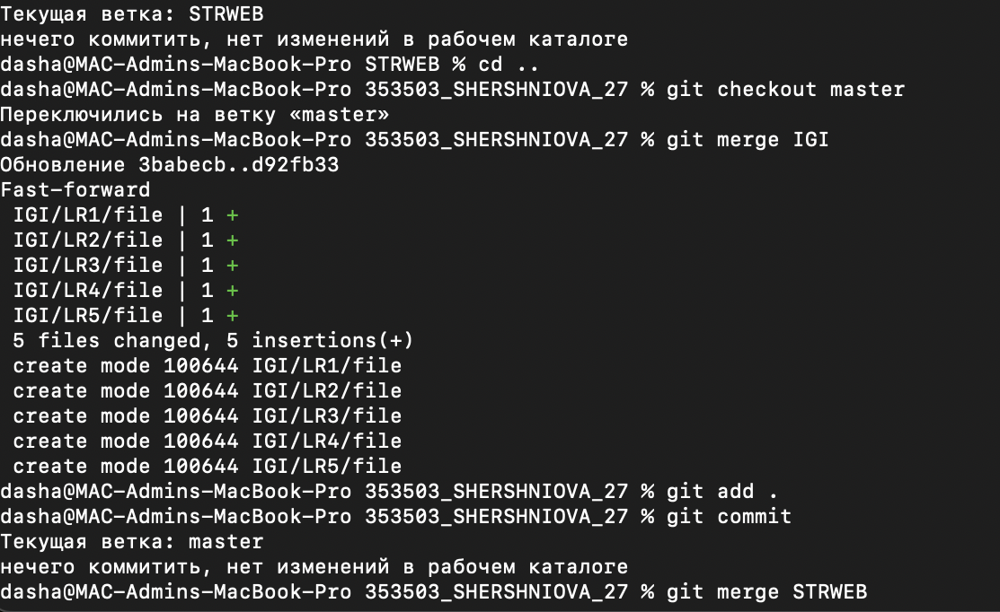 Текущая ветка: STRWEB
нечего коммитить, нет изменений в рабочем каталоге
dasha@MAC-Admins-MacBook-Pro STRWEB % cd ..
dasha@MAC-Admins-MacBook-Pro 353503_SHERSHNIOVA_27 % git checkout master
Переключились на ветку «master»
dasha@MAC-Admins-MacBook-Pro 353503_SHERSHNIOVA_27 % git merge IGI
Обновление 3babecb..d92fb33
Fast-forward
 IGI/LR1/file | 1 +
 IGI/LR2/file | 1 +
 IGI/LR3/file | 1 +
 IGI/LR4/file | 1 +
 IGI/LR5/file | 1 +
 5 files changed, 5 insertions(+)
 create mode 100644 IGI/LR1/file
 create mode 100644 IGI/LR2/file
 create mode 100644 IGI/LR3/file
 create mode 100644 IGI/LR4/file
 create mode 100644 IGI/LR5/file
dasha@MAC-Admins-MacBook-Pro 353503_SHERSHNIOVA_27 % git add .
dasha@MAC-Admins-MacBook-Pro 353503_SHERSHNIOVA_27 % git commit
Текущая ветка: master
нечего коммитить, нет изменений в рабочем каталоге
dasha@MAC-Admins-MacBook-Pro 353503_SHERSHNIOVA_27 % git merge STRWEB